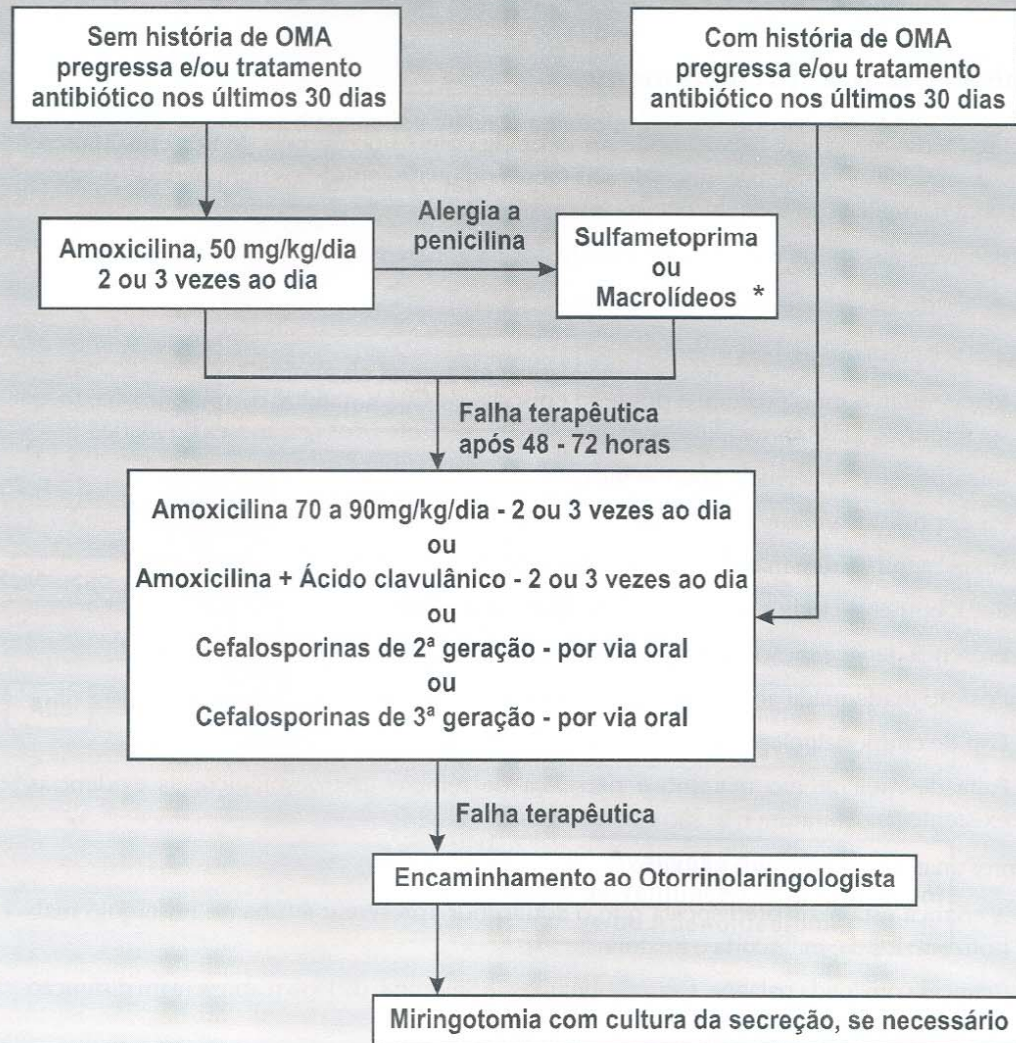 Sem história de OMA
pregressa e/ou tratamento
antibiótico nos últimos 30 dias
Com história de OMA
pregressa e/ou tratamento
antibiótico nos últimos 30 dias
Amoxicilina, 50 mg/kg/dia
2 ou 3 vezes ao dia
Alergia a
penicilina
Sulfametoprima
ou
Macrolídeos *
Falha terapêutica
após 48 - 72 horas
Amoxicilina 70 a 90mg/kg/dia - 2 ou 3 vezes ao dia
ou
Amoxicilina + Ácido clavulânico - 2 ou 3 vezes ao dia
ou
Cefalosporinas de 2ª geração - por via oral
ou
Cefalosporinas de 3ª geração - por via oral
Falha terapêutica
Encaminhamento ao Otorrinolaringologista
Miringotomia com cultura da secreção, se necessário